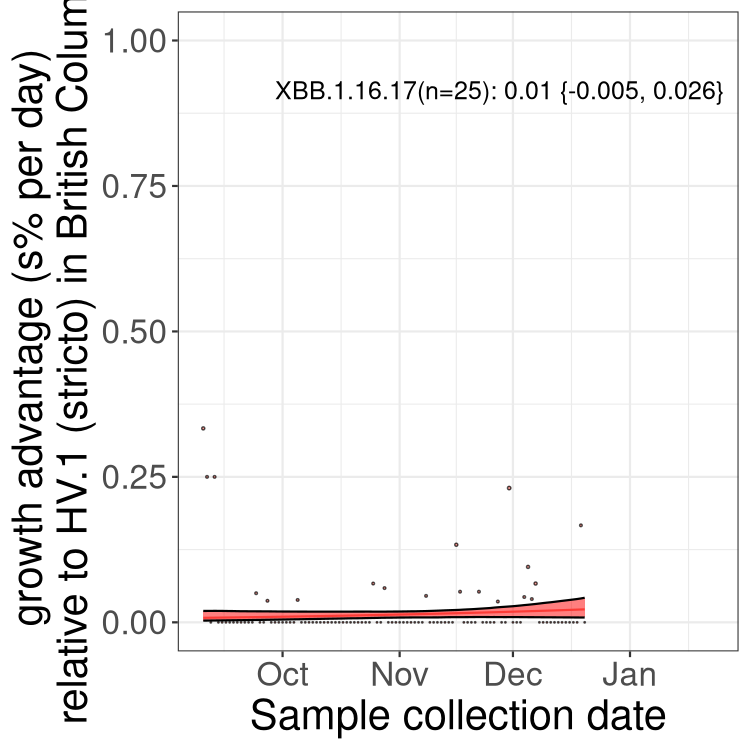 growth advantage (s% per day)
relative to HV.1 (stricto) in British Colum
1.00
0.75
0.50
0.25
0.00
XBB.1.16.17(n=25): 0.01 {-0.005, 0.026}
Oct Nov Dec Jan
Sample collection date